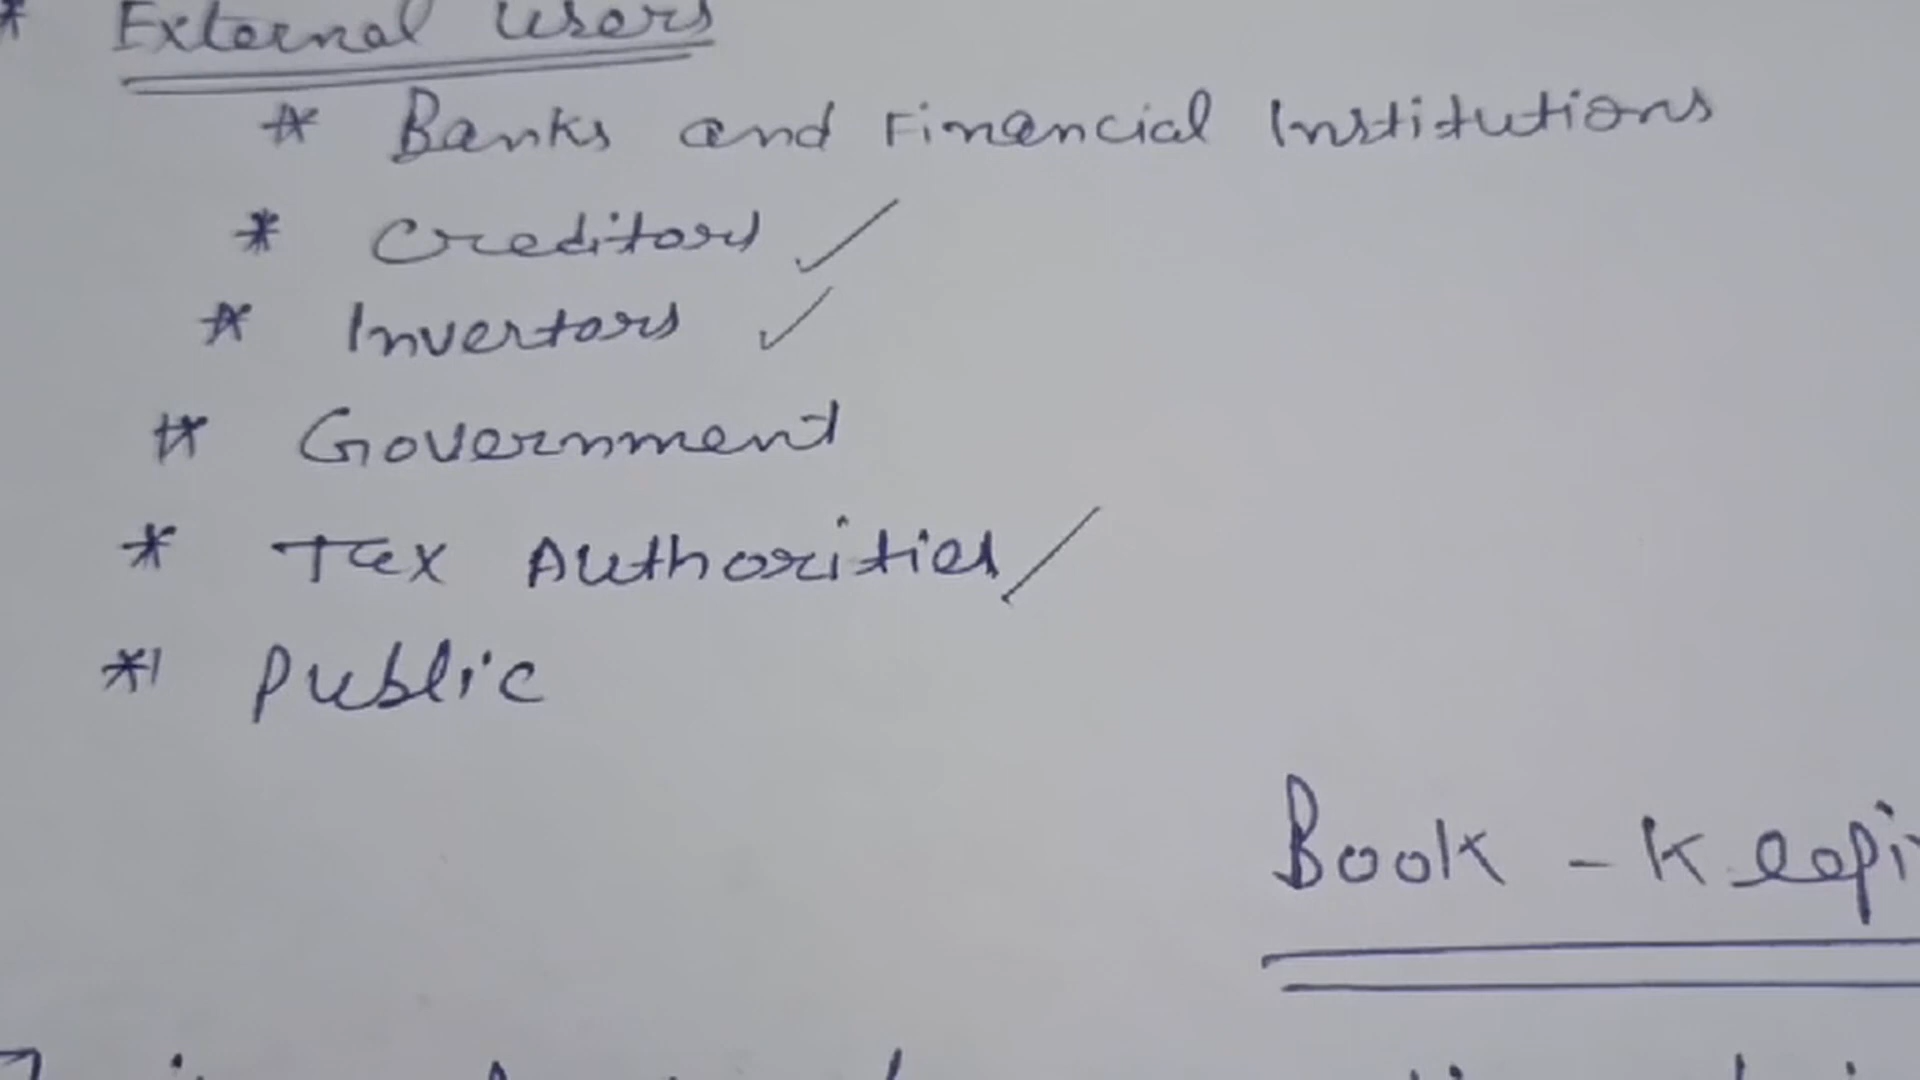 * External Users
* Banks and Financial Institutions
* Creditors ✓
* Investors ✓
* Government
* Tax Authorities /
* Public
Book - Keepi